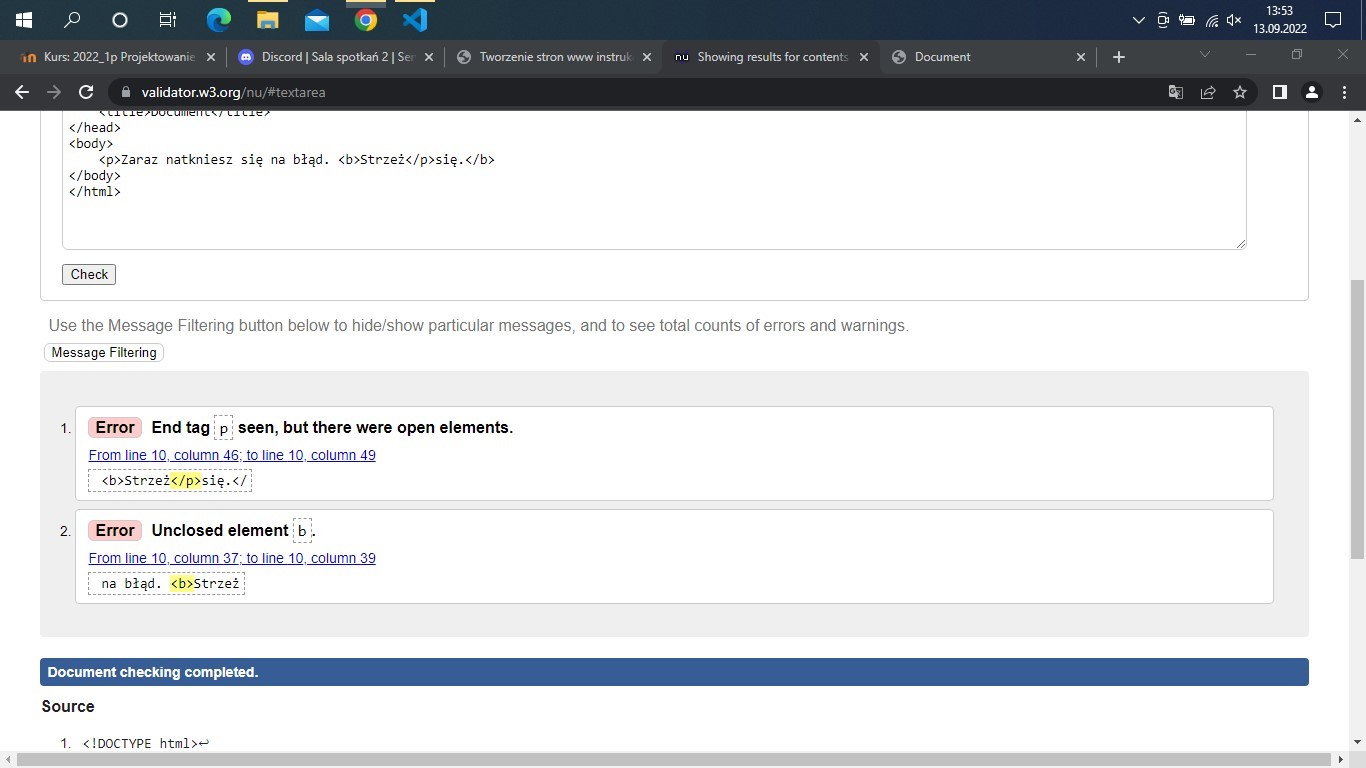 13:53
13.09.2022
Kurs: 2022_1p Projektowanie
Discord | Sala spotkań 2 | Ser
Tworzenie stron www instruk
nu Showing results for contents
Document
validator.w3.org/nu/#textarea
<title>Document</title>
</head>
<body>
<p>Zaraz natkniesz się na błąd. <b>Strzeż</p>się.</b>
</body>
</html>
Check
Use the Message Filtering button below to hide/show particular messages, and to see total counts of errors and warnings.
Message Filtering
1. Error End tag p seen, but there were open elements.
From line 10, column 46; to line 10, column 49
<b>Strzeż</p>się.</
2. Error Unclosed element b.
From line 10, column 37; to line 10, column 39
na błąd. <b>Strzeż
Document checking completed.
Source
1. <!DOCTYPE html>↩